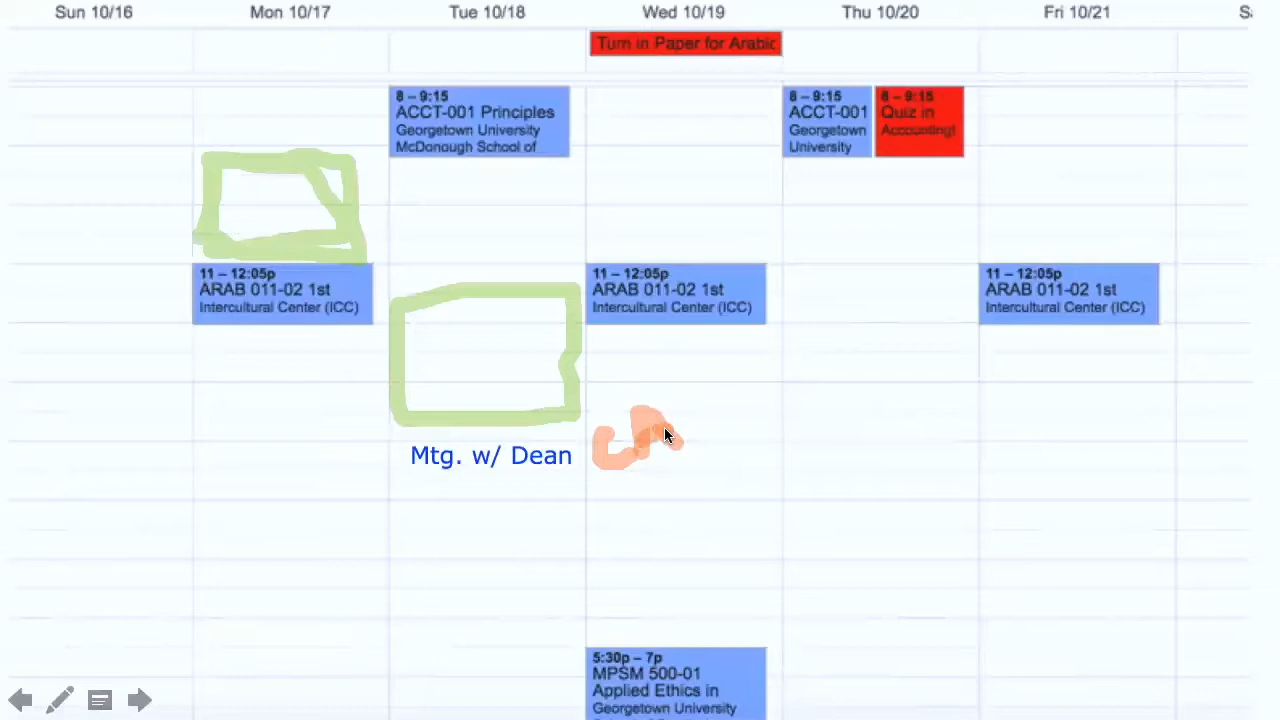 Sun 10/16
Mon 10/17
Tue 10/18
Wed 10/19
Thu 10/20
Fri 10/21
Turn in Paper for Arabic
8 – 9:15
ACCT-001 Principles
Georgetown University
McDonough School of
8 – 9:15
ACCT-001
Georgetown
University
8 – 9:15
Quiz in
Accounting!
11 – 12:05p
ARAB 011-02 1st
Intercultural Center (ICC)
11 – 12:05p
ARAB 011-02 1st
Intercultural Center (ICC)
11 – 12:05p
ARAB 011-02 1st
Intercultural Center (ICC)
Mtg. w/ Dean
5:30p – 7p
MPSM 500-01
Applied Ethics in
Georgetown University